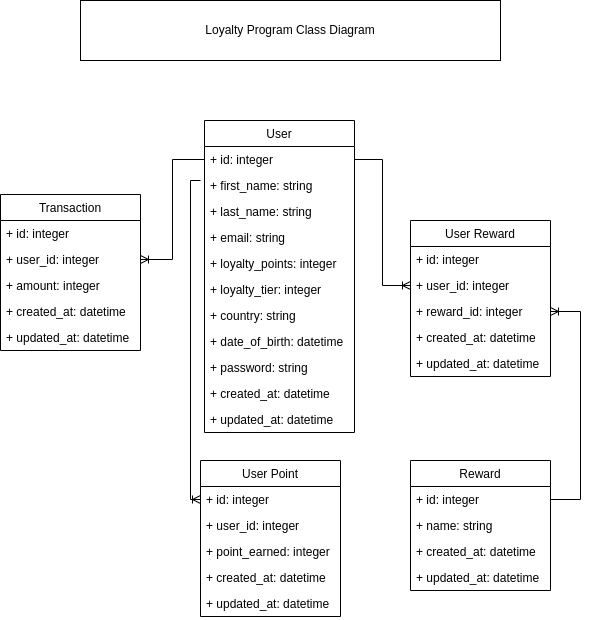 Loyalty Program Class Diagram
User
+ id: integer
+ first_name: string
+ last_name: string
+ email: string
+ loyalty_points: integer
+ loyalty_tier: integer
+ country: string
+ date_of_birth: datetime
+ password: string
+ created_at: datetime
+ updated_at: datetime
Transaction
+ id: integer
+ user_id: integer
+ amount: integer
+ created_at: datetime
+ updated_at: datetime
User Reward
+ id: integer
+ user_id: integer
+ reward_id: integer
+ created_at: datetime
+ updated_at: datetime
User Point
+ id: integer
+ user_id: integer
+ point_earned: integer
+ created_at: datetime
+ updated_at: datetime
Reward
+ id: integer
+ name: string
+ created_at: datetime
+ updated_at: datetime